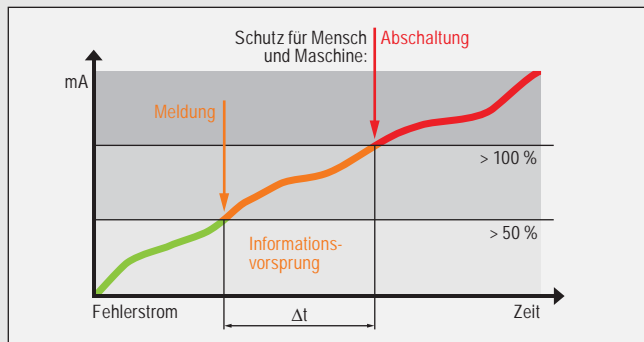 Schutz für Mensch
und Maschine:
Abschaltung
mA
Meldung
> 100 %
> 50 %
Informations-
vorsprung
Fehlerstrom
Δt
Zeit